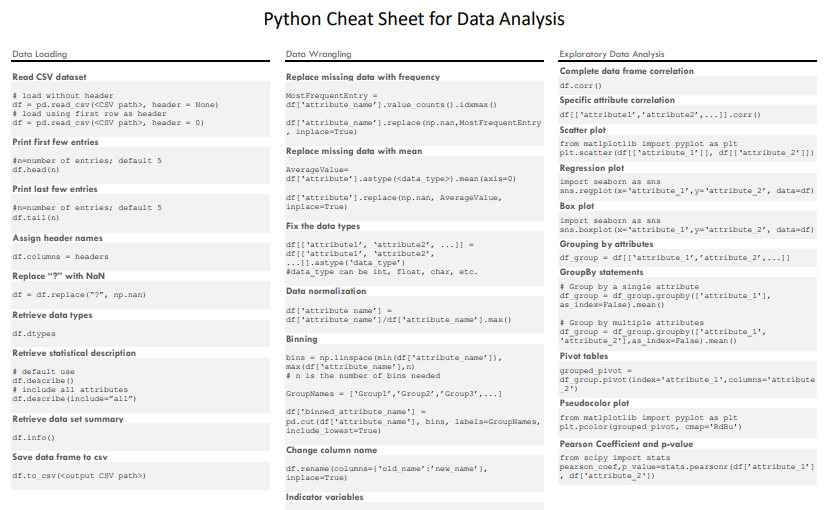 Python Cheat Sheet for Data Analysis
Data Loading
Read CSV dataset
# load without header
df = pd.read_csv(<CSV path>, header = None)
# load using first row as header
df = pd.read_csv(<CSV path>, header = 0)
Print first few entries
#n=number of entries; default 5
df.head(n)
Print last few entries
#n=number of entries; default 5
df.tail(n)
Assign header names
df.columns = headers
Replace "?" with NaN
df = df.replace("?", np.nan)
Retrieve data types
df.dtypes
Retrieve statistical description
# default use
df.describe()
# include all attributes
df.describe(include="all")
Retrieve data set summary
df.info()
Save data frame to csv
df.to_csv(<output CSV path>)
Data Wrangling
Replace missing data with frequency
MostFrequentEntry =
df['attribute_name'].value_counts().idxmax()
df['attribute_name'].replace(np.nan,MostFrequentEntry
, inplace=True)
Replace missing data with mean
AverageValue=
df['attribute'].astype(<data_type>).mean(axis=0)
df['attribute'].replace(np.nan, AverageValue,
inplace=True)
Fix the data types
df[['attribute1', 'attribute2', ...]] =
df[['attribute1', 'attribute2',
...]].astype('data_type')
#data_type can be int, float, char, etc.
Data normalization
df['attribute_name'] =
df['attribute_name']/df['attribute_name'].max()
Binning
bins = np.linspace(min(df['attribute_name']),
max(df['attribute_name'],n)
# n is the number of bins needed
GroupNames = ['Group1','Group2','Group3',...]
df['binned_attribute_name'] =
pd.cut(df['attribute_name'], bins, labels=GroupNames,
include_lowest=True)
Change column name
df.rename(columns={'old_name':'new_name'},
inplace=True)
Indicator variables
Exploratory Data Analysis
Complete data frame correlation
df.corr()
Specific attribute correlation
df[['attribute1','attribute2',...]].corr()
Scatter plot
from matlplotlib import pyplot as plt
plt.scatter(df[['attribute_1']], df[['attribute_2']])
Regression plot
import seaborn as sns
sns.regplot(x='attribute_1',y='attribute_2', data=df)
Box plot
import seaborn as sns
sns.boxplot(x='attribute_1',y='attribute_2', data=df)
Grouping by attributes
df_group = df[['attribute_1','attribute_2',...]]
GroupBy statements
# Group by a single attribute
df_group = df_group.groupby(['attribute_1'],
as_index=False).mean()
# Group by multiple attributes
df_group = df_group.groupby(['attribute_1',
'attribute_2'],as_index=False).mean()
Pivot tables
grouped_pivot =
df_group.pivot(index='attribute_1',columns='attribute
_2')
Pseudocolor plot
from matlplotlib import pyplot as plt
plt.pcolor(grouped_pivot, cmap='RdBu')
Pearson Coefficient and p-value
from scipy import stats
pearson_coef,p_value=stats.pearsonr(df['attribute_1']
, df['attribute_2'])